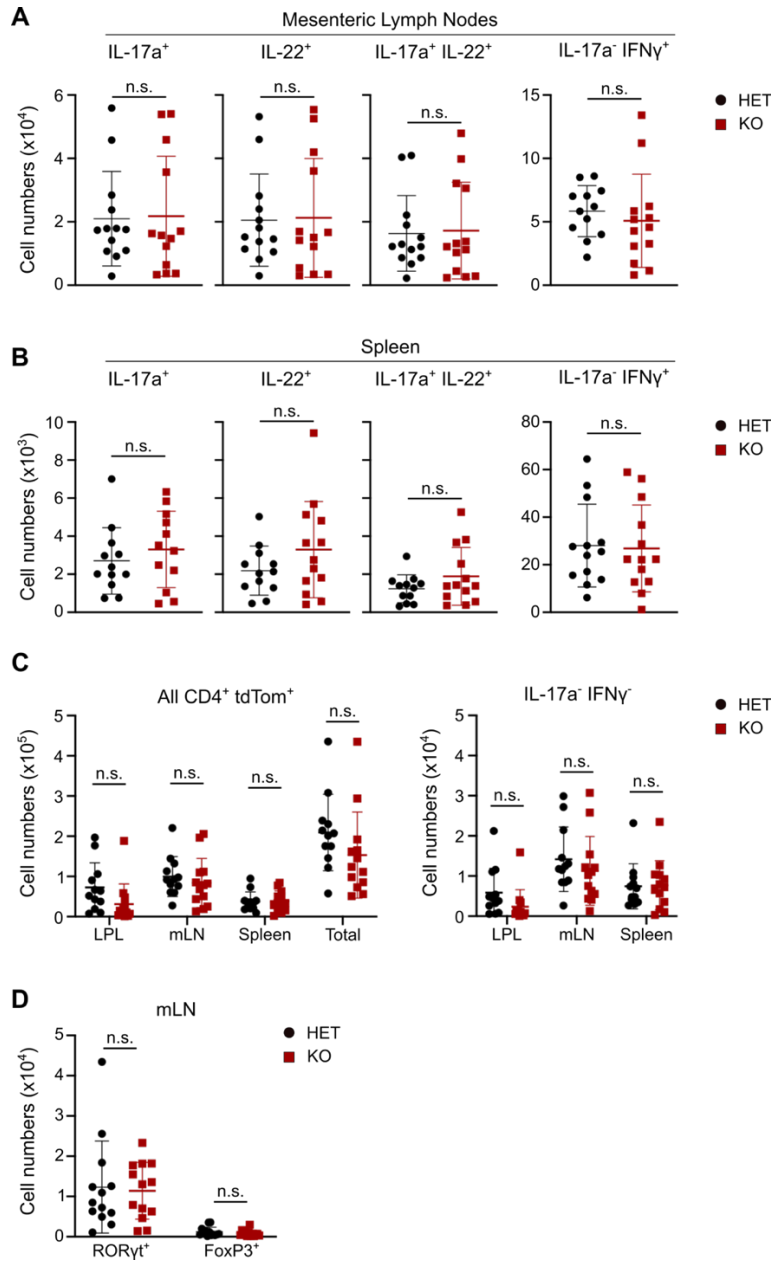 A
Mesenteric Lymph Nodes
IL-17a⁺ IL-22⁺ IL-17a⁺ IL-22⁺ IL-17a⁻ IFNγ⁺
Cell numbers (x10⁴)
6
4
2
0
15
10
5
0
n.s. n.s. n.s. n.s.
HET
KO
B
Spleen
IL-17a⁺ IL-22⁺ IL-17a⁺ IL-22⁺ IL-17a⁻ IFNγ⁺
Cell numbers (x10³)
10
8
6
4
2
0
80
60
40
20
0
n.s. n.s. n.s. n.s.
HET
KO
C
All CD4⁺ tdTom⁺
Cell numbers (x10⁵)
5
4
3
2
1
0
n.s. n.s. n.s. n.s.
LPL mLN Spleen Total
IL-17a⁻ IFNγ⁻
Cell numbers (x10⁴)
5
4
3
2
1
0
n.s. n.s. n.s.
LPL mLN Spleen
HET
KO
D
mLN
Cell numbers (x10⁴)
5
4
3
2
1
0
n.s. n.s.
RORγt⁺ FoxP3⁺
HET
KO